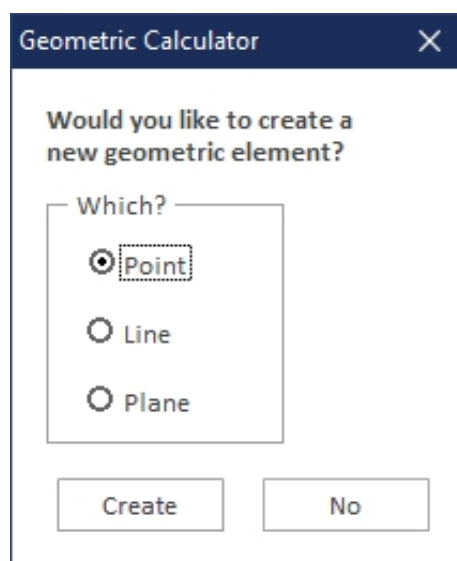 Geometric Calculator
Would you like to create a
new geometric element?
Which?
Point
Line
Plane
Create
No